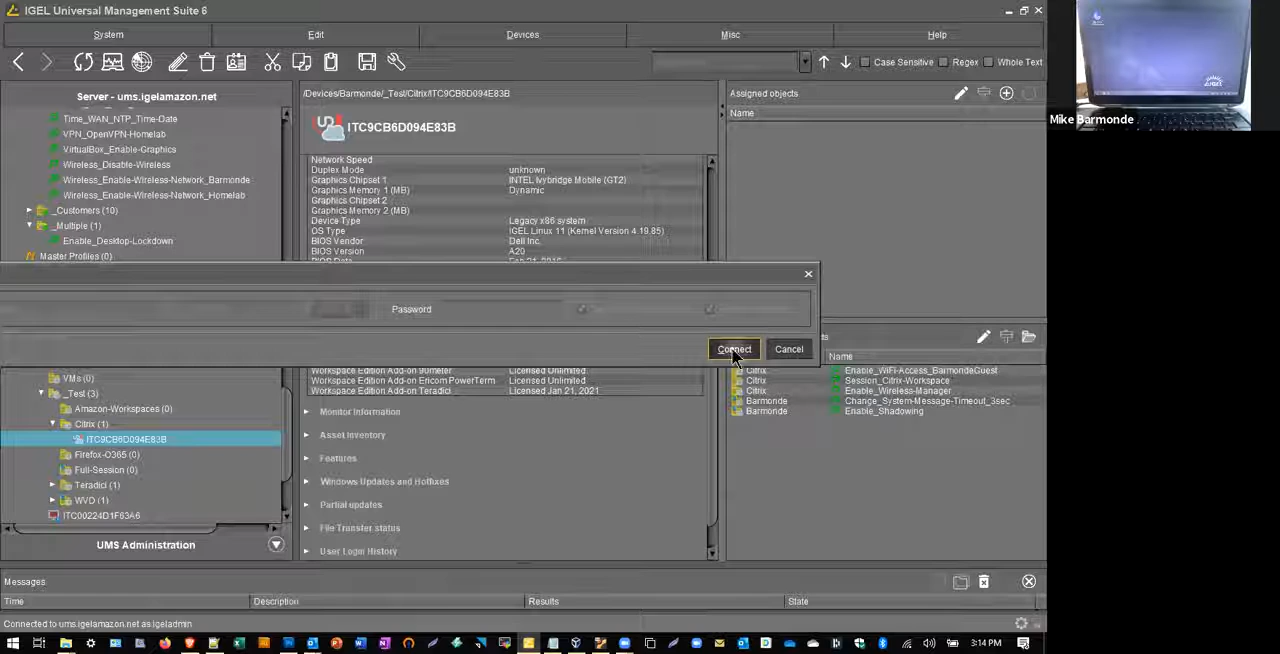 IGEL Universal Management Suite 6
System
Edit
Devices
Misc
Help
Case Sensitive
Regex
Whole Text
Server - ums.igelamazon.net
Time_WAN_NTP_Time-Date
VPN_OpenVPN-Homelab
VirtualBox_Enable-Graphics
Wireless_Disable-Wireless
Wireless_Enable-Wireless-Network_Barmonde
Wireless_Enable-Wireless-Network_Homelab
_Customers (10)
_Multiple (1)
Enable_Desktop-Lockdown
Master Profiles (0)
/Devices/Barmonde/_Test/Citrix/ITC9CB6D094E83B
ITC9CB6D094E83B
Network Speed
Duplex Mode unknown
Graphics Chipset 1 INTEL Ivybridge Mobile (GT2)
Graphics Memory 1 (MB) Dynamic
Graphics Chipset 2
Graphics Memory 2 (MB)
Device Type Legacy x86 system
OS Type IGEL Linux 11 (Kernel Version 4.19.85)
BIOS Vendor Dell Inc.
BIOS Version A20
Assigned objects
Name
Mike Barmonde
Password
Connect
Cancel
VMs (0)
_Test (3)
Amazon-Workspaces (0)
Citrix (1)
ITC9CB6D094E83B
Firefox-O365 (0)
Full-Session (0)
Teradici (1)
WVD (1)
ITC00224D1F63A6
UMS Administration
Workspace Edition Add-on 90meter Licensed Unlimited
Workspace Edition Add-on Ericom PowerTerm Licensed Unlimited
Workspace Edition Add-on Teradici Licensed Jan 21, 2021
Monitor Information
Asset Inventory
Features
Windows Updates and Hotfixes
Partial updates
File Transfer status
User Login History
Name
Citrix Enable_WiFi-Access_BarmondeGuest
Citrix Session_Citrix-Workspace
Citrix Enable_Wireless-Manager
Barmonde Change_System-Message-Timeout_3sec
Barmonde Enable_Shadowing
Messages
Time
Description
Results
State
Connected to ums.igelamazon.net as igeladmin
3:14 PM